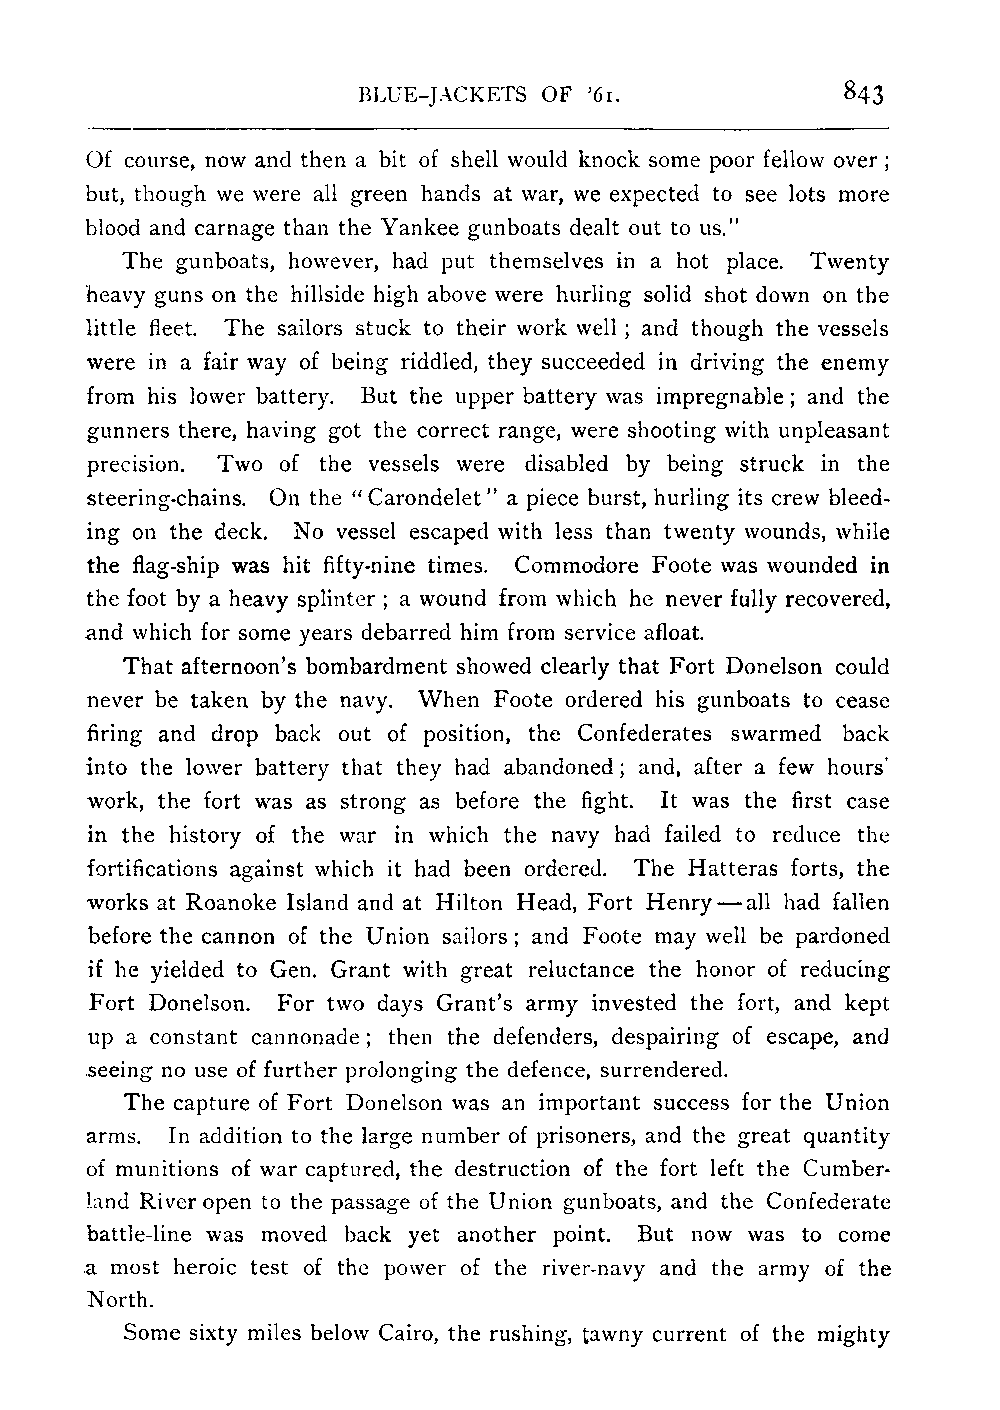 BLUE-JACKETS OF '61. 843
Of course, now and then a bit of shell would knock some poor fellow over ;
but, though we were all green hands at war, we expected to see lots more
blood and carnage than the Yankee gunboats dealt out to us."
The gunboats, however, had put themselves in a hot place. Twenty
heavy guns on the hillside high above were hurling solid shot down on the
little fleet. The sailors stuck to their work well ; and though the vessels
were in a fair way of being riddled, they succeeded in driving the enemy
from his lower battery. But the upper battery was impregnable ; and the
gunners there, having got the correct range, were shooting with unpleasant
precision. Two of the vessels were disabled by being struck in the
steering-chains. On the "Carondelet" a piece burst, hurling its crew bleed-
ing on the deck. No vessel escaped with less than twenty wounds, while
the flag-ship was hit fifty-nine times. Commodore Foote was wounded in
the foot by a heavy splinter ; a wound from which he never fully recovered,
and which for some years debarred him from service afloat.
That afternoon's bombardment showed clearly that Fort Donelson could
never be taken by the navy. When Foote ordered his gunboats to cease
firing and drop back out of position, the Confederates swarmed back
into the lower battery that they had abandoned ; and, after a few hours'
work, the fort was as strong as before the fight. It was the first case
in the history of the war in which the navy had failed to reduce the
fortifications against which it had been ordered. The Hatteras forts, the
works at Roanoke Island and at Hilton Head, Fort Henry — all had fallen
before the cannon of the Union sailors ; and Foote may well be pardoned
if he yielded to Gen. Grant with great reluctance the honor of reducing
Fort Donelson. For two days Grant's army invested the fort, and kept
up a constant cannonade ; then the defenders, despairing of escape, and
seeing no use of further prolonging the defence, surrendered.
The capture of Fort Donelson was an important success for the Union
arms. In addition to the large number of prisoners, and the great quantity
of munitions of war captured, the destruction of the fort left the Cumber-
land River open to the passage of the Union gunboats, and the Confederate
battle-line was moved back yet another point. But now was to come
a most heroic test of the power of the river-navy and the army of the
North.
Some sixty miles below Cairo, the rushing, tawny current of the mighty